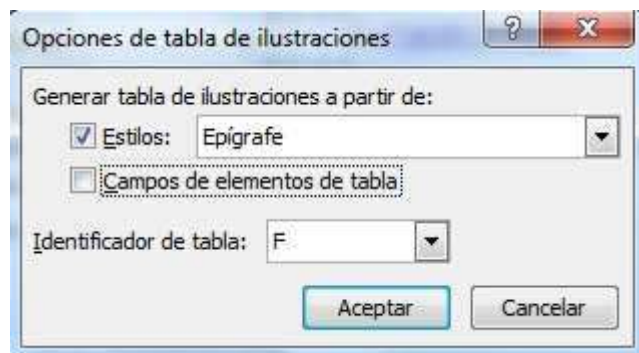 Opciones de tabla de ilustraciones
Generar tabla de ilustraciones a partir de:
Estilos: Epígrafe
Campos de elementos de tabla
Identificador de tabla: F
Aceptar Cancelar